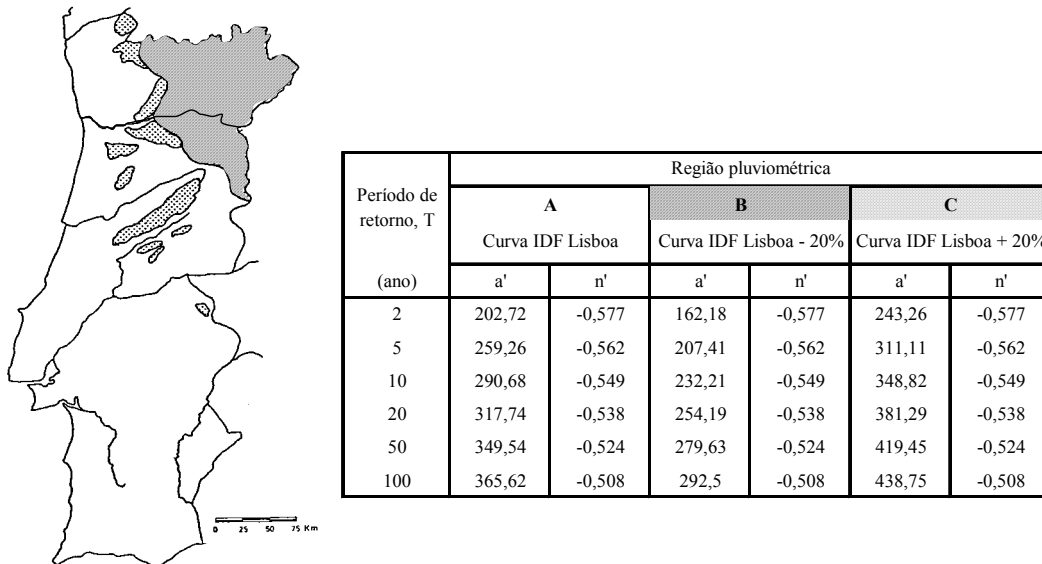 Região pluviométrica
Período de retorno, T
A B C
Curva IDF Lisboa Curva IDF Lisboa - 20% Curva IDF Lisboa + 20%
(ano) a' n' a' n' a' n'
2 202,72 -0,577 162,18 -0,577 243,26 -0,577
5 259,26 -0,562 207,41 -0,562 311,11 -0,562
10 290,68 -0,549 232,21 -0,549 348,82 -0,549
20 317,74 -0,538 254,19 -0,538 381,29 -0,538
50 349,54 -0,524 279,63 -0,524 419,45 -0,524
100 365,62 -0,508 292,5 -0,508 438,75 -0,508
0 25 50 75 Km